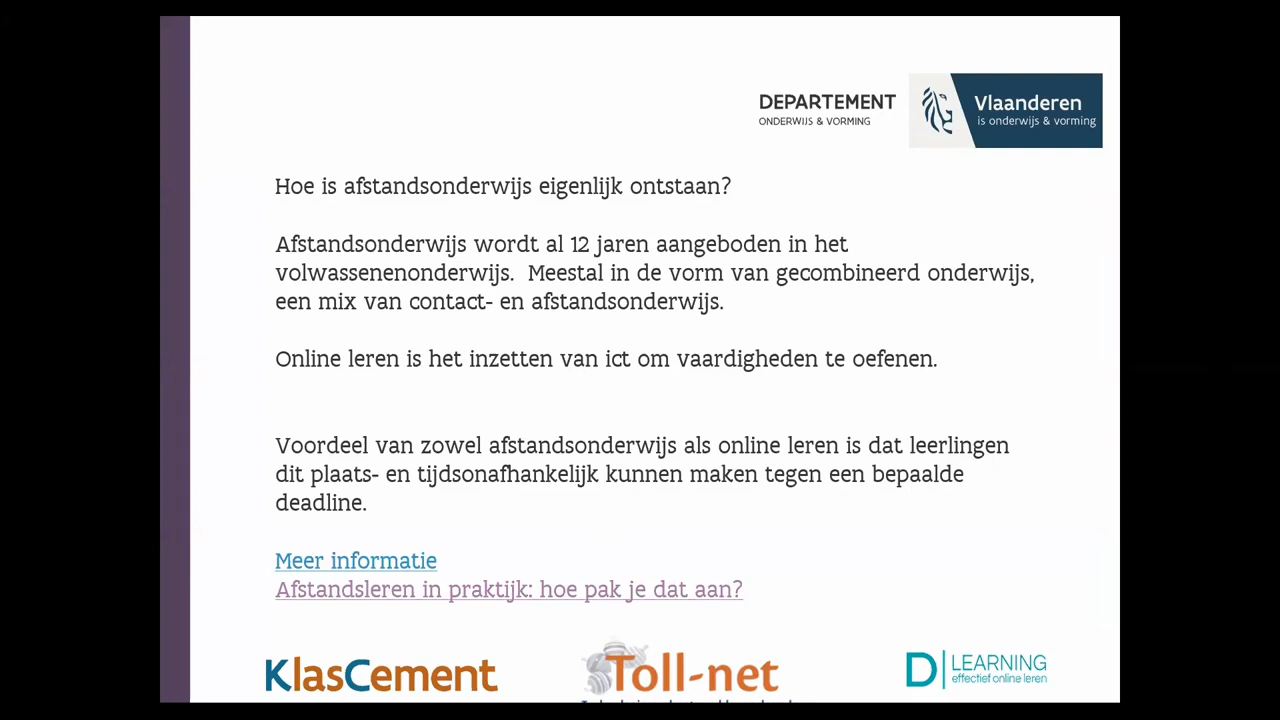 DEPARTEMENT
ONDERWIJS & VORMING
Vlaanderen
is onderwijs & vorming
Hoe is afstandsonderwijs eigenlijk ontstaan?
Afstandsonderwijs wordt al 12 jaren aangeboden in het
volwassenenonderwijs. Meestal in de vorm van gecombineerd onderwijs,
een mix van contact- en afstandsonderwijs.
Online leren is het inzetten van ict om vaardigheden te oefenen.
Voordeel van zowel afstandsonderwijs als online leren is dat leerlingen
dit plaats- en tijdsonafhankelijk kunnen maken tegen een bepaalde
deadline.
Meer informatie
Afstandsleren in praktijk: hoe pak je dat aan?
KlasCement
Toll-net
D LEARNING
effectief online leren